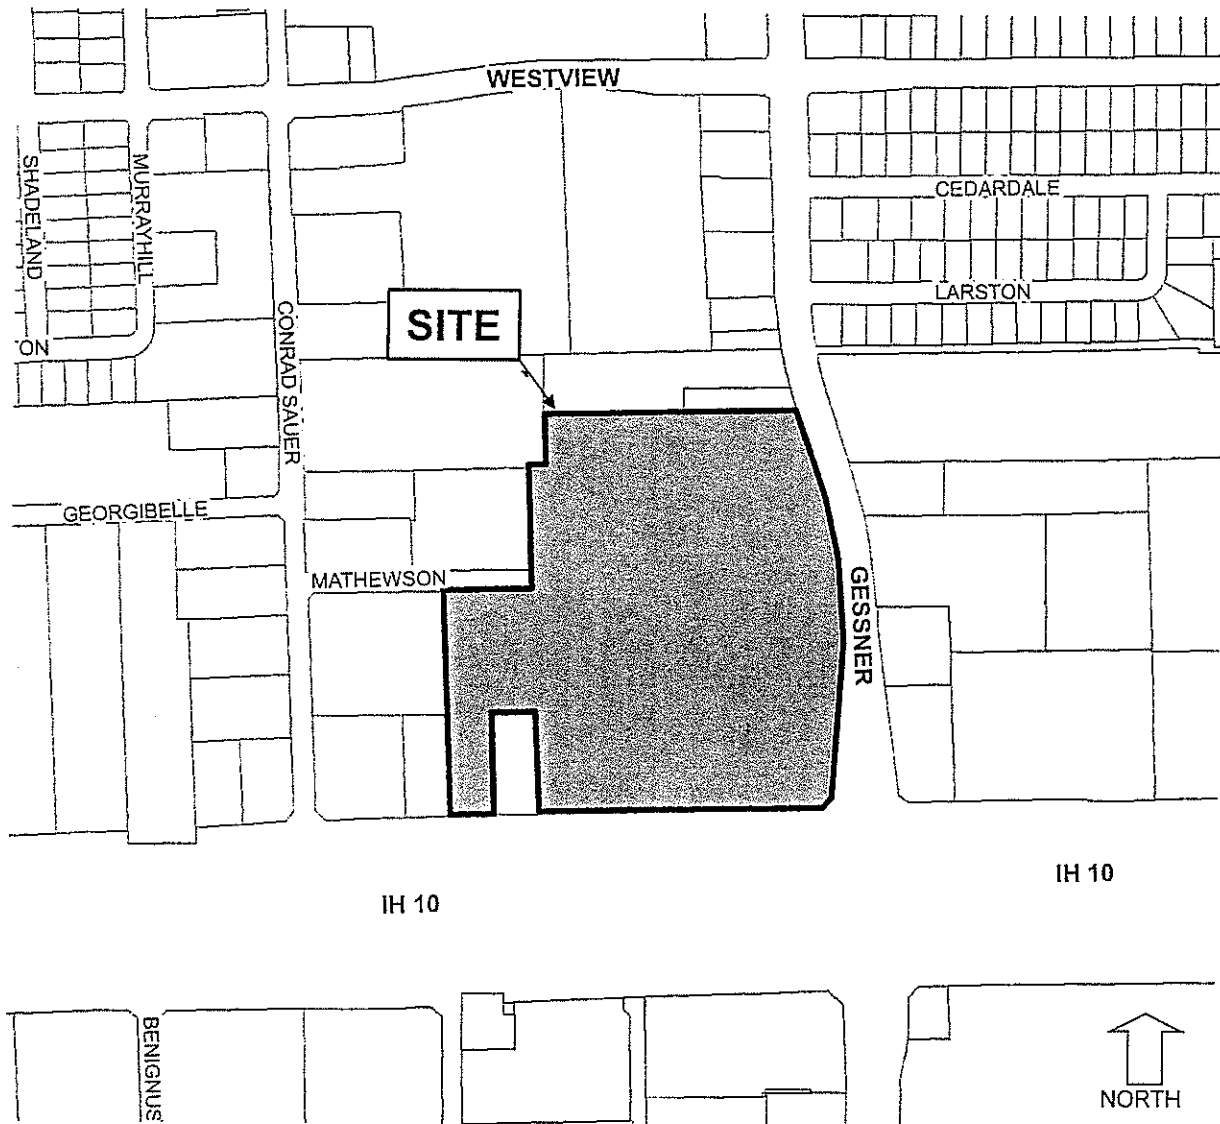 WESTVIEW
SHADELAND
MURRAYHILL
CEDARDALE
LARSTON
CONRAD SAUER
SITE
ON
GEORGIBELLE
MATHEWSON
GESSNER
IH 10
IH 10
BENIGNUS
NORTH